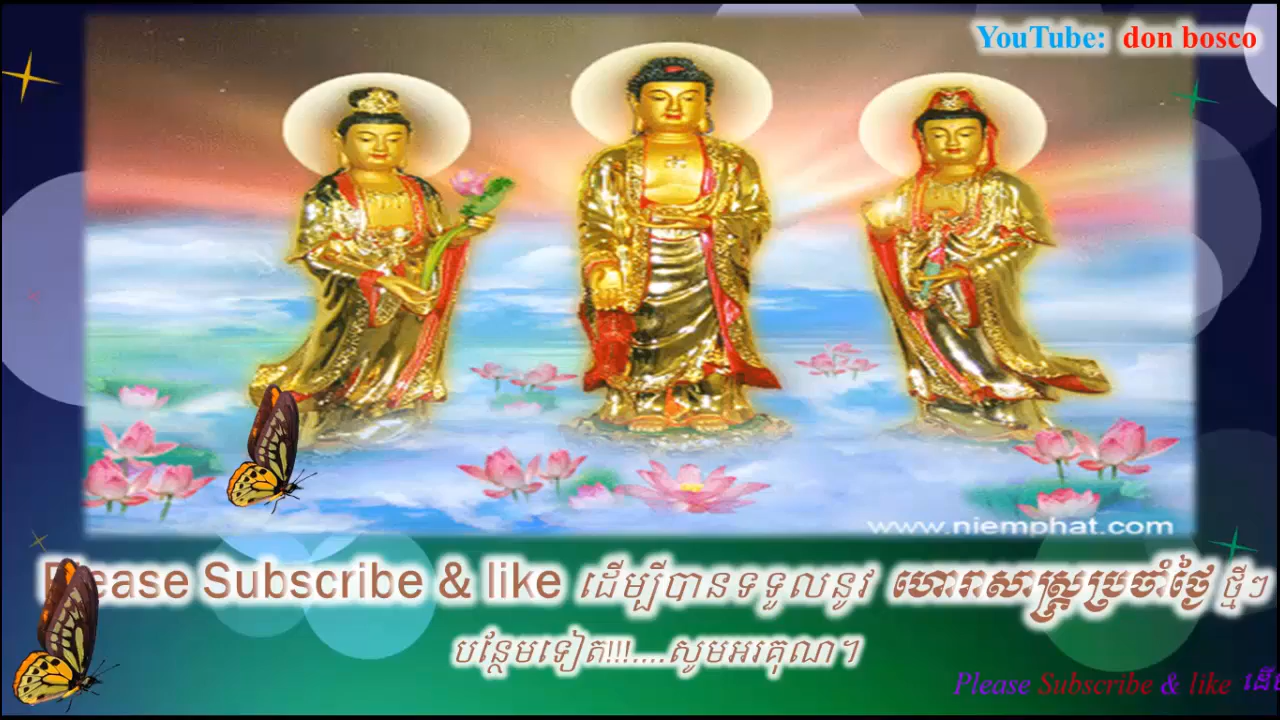 YouTube: don bosco
www.niemphat.com
Please Subscribe & like ដើម្បីបានទទួលនូវ ហោរាសាស្ត្រប្រចាំថ្ងៃ ថ្មីៗ
បន្ថែមទៀត!!!....សូមអរគុណ។
Please Subscribe & like